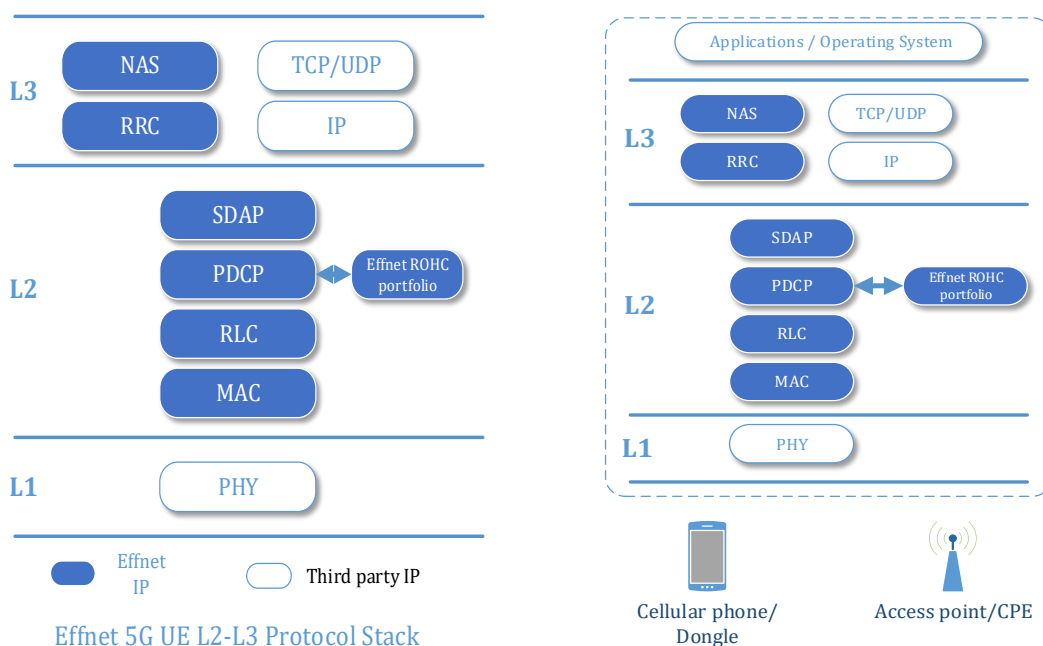 NAS
TCP/UDP
L3
RRC
IP
SDAP
PDCP
Effnet ROHC
portfolio
L2
RLC
MAC
L1
PHY
Effnet
IP
Third party IP
Effnet 5G UE L2-L3 Protocol Stack
Applications / Operating System
NAS
TCP/UDP
L3
RRC
IP
SDAP
PDCP
Effnet ROHC
portfolio
L2
RLC
MAC
L1
PHY
Cellular phone/
Dongle
Access point/CPE